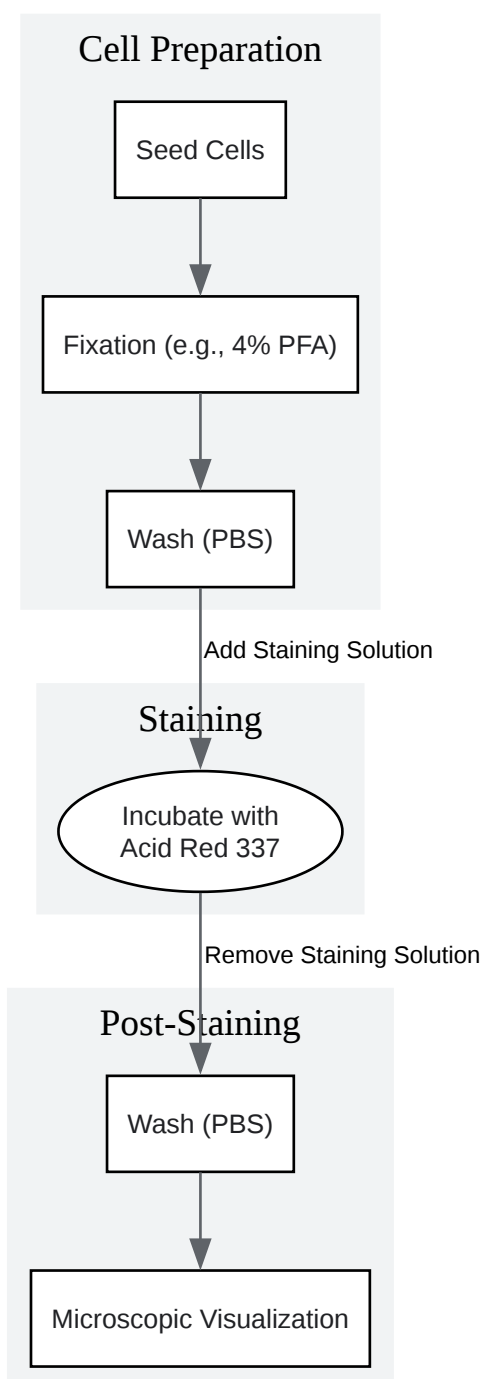 Cell Preparation
Seed Cells
Fixation (e.g., 4% PFA)
Wash (PBS)
Add Staining Solution
Staining
Incubate with
Acid Red 337
Remove Staining Solution
Post-Staining
Wash (PBS)
Microscopic Visualization